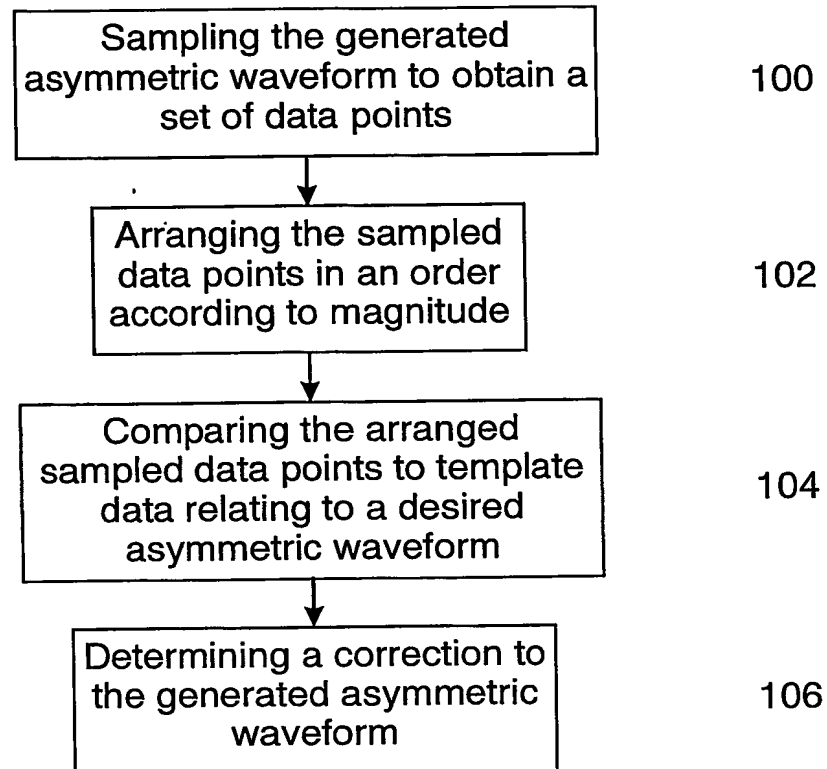 Sampling the generated
asymmetric waveform to obtain a
set of data points
100
Arranging the sampled
data points in an order
according to magnitude
102
Comparing the arranged
sampled data points to template
data relating to a desired
asymmetric waveform
104
Determining a correction to
the generated asymmetric
waveform
106